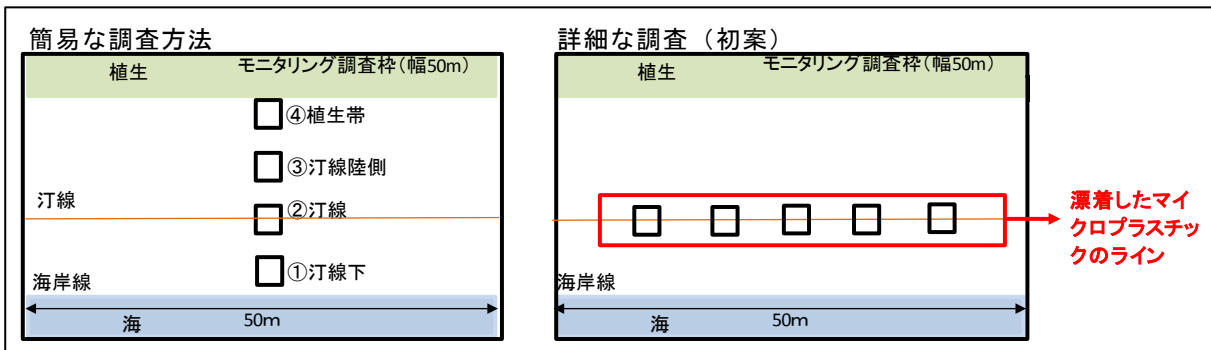 簡易な調査方法
植生
モニタリング調査枠(幅50m)
④植生帯
③汀線陸側
汀線
②汀線
①汀線下
海岸線
海
50m
詳細な調査（初案）
植生
モニタリング調査枠(幅50m)
漂着したマイ
クロプラスチッ
クのライン
海岸線
海
50m